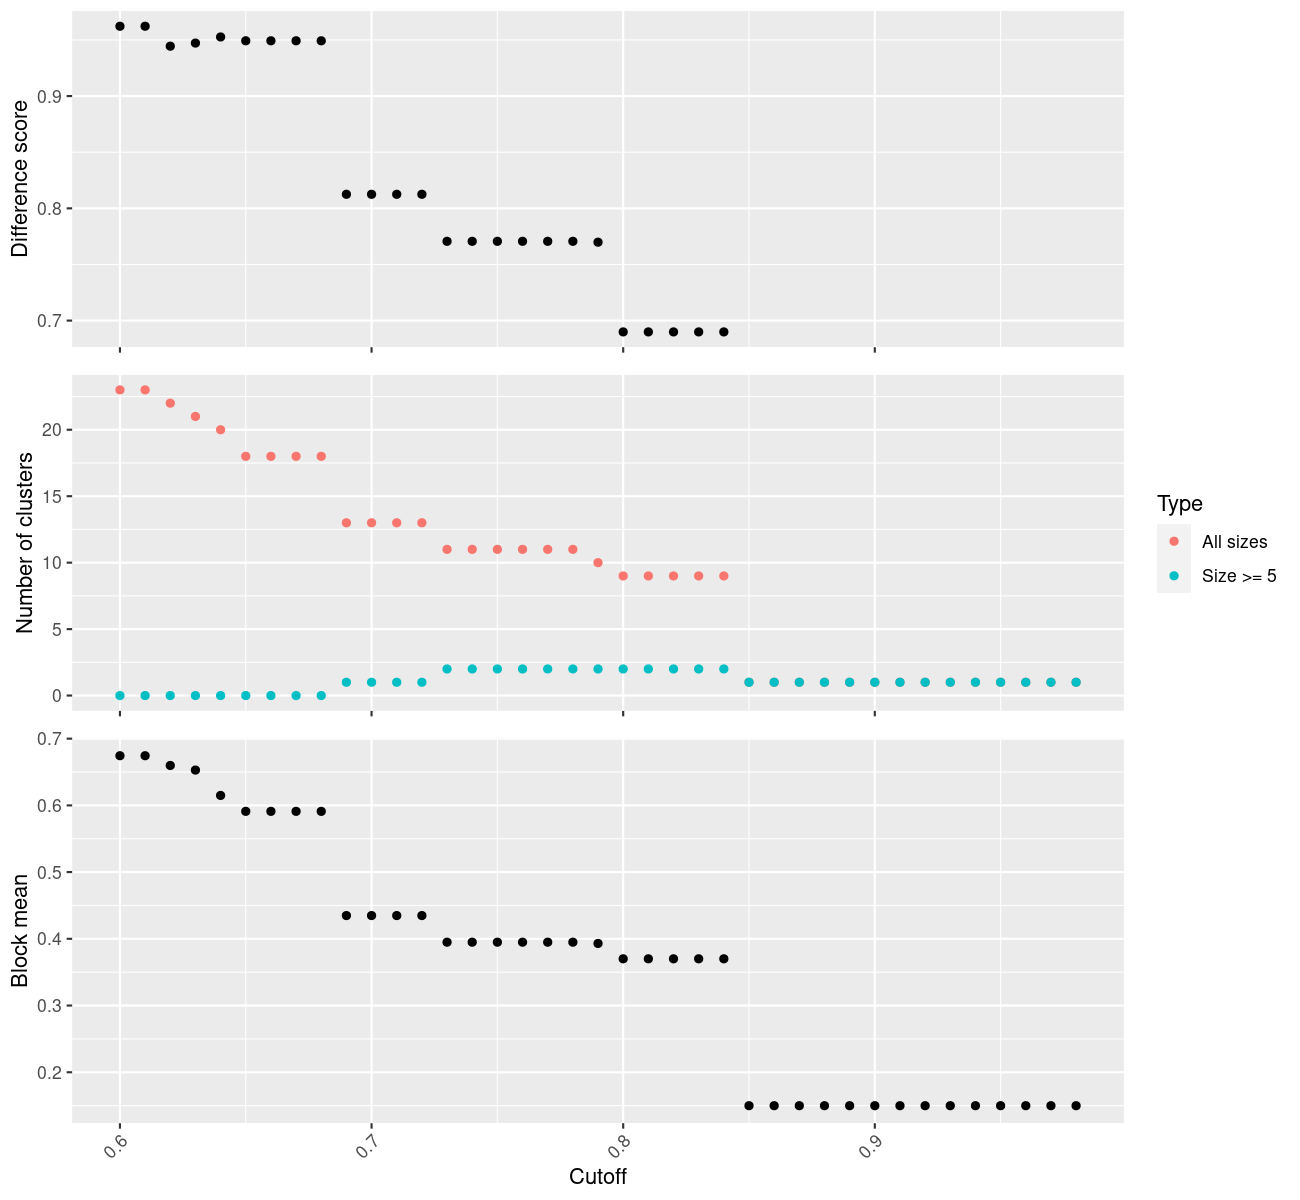 Difference score
0.9
0.8
0.7
Number of clusters
20
15
10
5
0
Type
All sizes
Size >= 5
Block mean
0.7
0.6
0.5
0.4
0.3
0.2
0.6
0.7
0.8
0.9
Cutoff